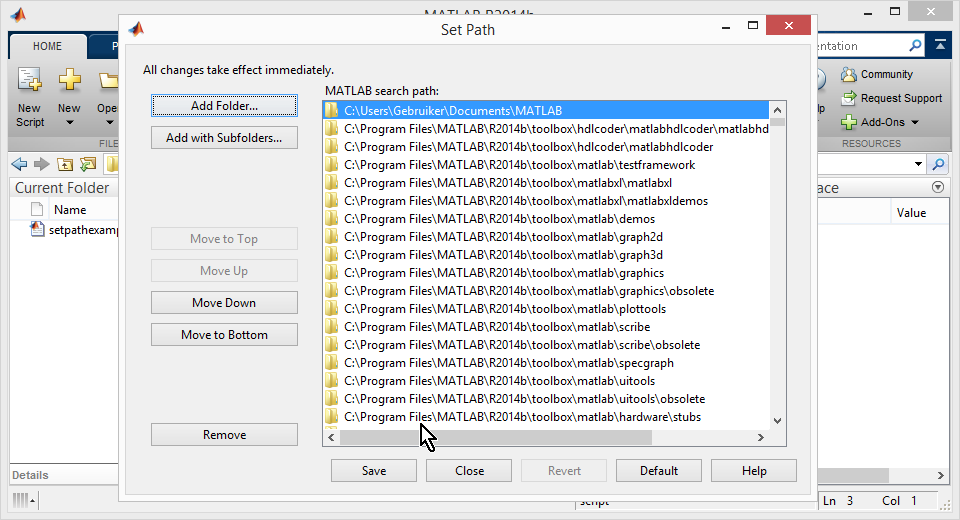 MATLAB R2014b
Set Path
HOME
P
entation
New
Script
New
Ope
lp
Community
Request Support
Add-Ons
FILE
RESOURCES
Current Folder
Name
setpathexamp
Details
All changes take effect immediately.
Add Folder...
Add with Subfolders...
Move to Top
Move Up
Move Down
Move to Bottom
Remove
MATLAB search path:
C:\Users\Gebruiker\Documents\MATLAB
C:\Program Files\MATLAB\R2014b\toolbox\hdlcoder\matlabhdlcoder\matlabhd
C:\Program Files\MATLAB\R2014b\toolbox\hdlcoder\matlabhdlcoder
C:\Program Files\MATLAB\R2014b\toolbox\matlab\testframework
C:\Program Files\MATLAB\R2014b\toolbox\matlabxl\matlabxl
C:\Program Files\MATLAB\R2014b\toolbox\matlabxl\matlabxldemos
C:\Program Files\MATLAB\R2014b\toolbox\matlab\demos
C:\Program Files\MATLAB\R2014b\toolbox\matlab\graph2d
C:\Program Files\MATLAB\R2014b\toolbox\matlab\graph3d
C:\Program Files\MATLAB\R2014b\toolbox\matlab\graphics
C:\Program Files\MATLAB\R2014b\toolbox\matlab\graphics\obsolete
C:\Program Files\MATLAB\R2014b\toolbox\matlab\plottools
C:\Program Files\MATLAB\R2014b\toolbox\matlab\scribe
C:\Program Files\MATLAB\R2014b\toolbox\matlab\scribe\obsolete
C:\Program Files\MATLAB\R2014b\toolbox\matlab\specgraph
C:\Program Files\MATLAB\R2014b\toolbox\matlab\uitools
C:\Program Files\MATLAB\R2014b\toolbox\matlab\uitools\obsolete
C:\Program Files\MATLAB\R2014b\toolbox\matlab\hardware\stubs
Save
Close
Revert
Default
Help
ace
Value
script
Ln 3 Col 1